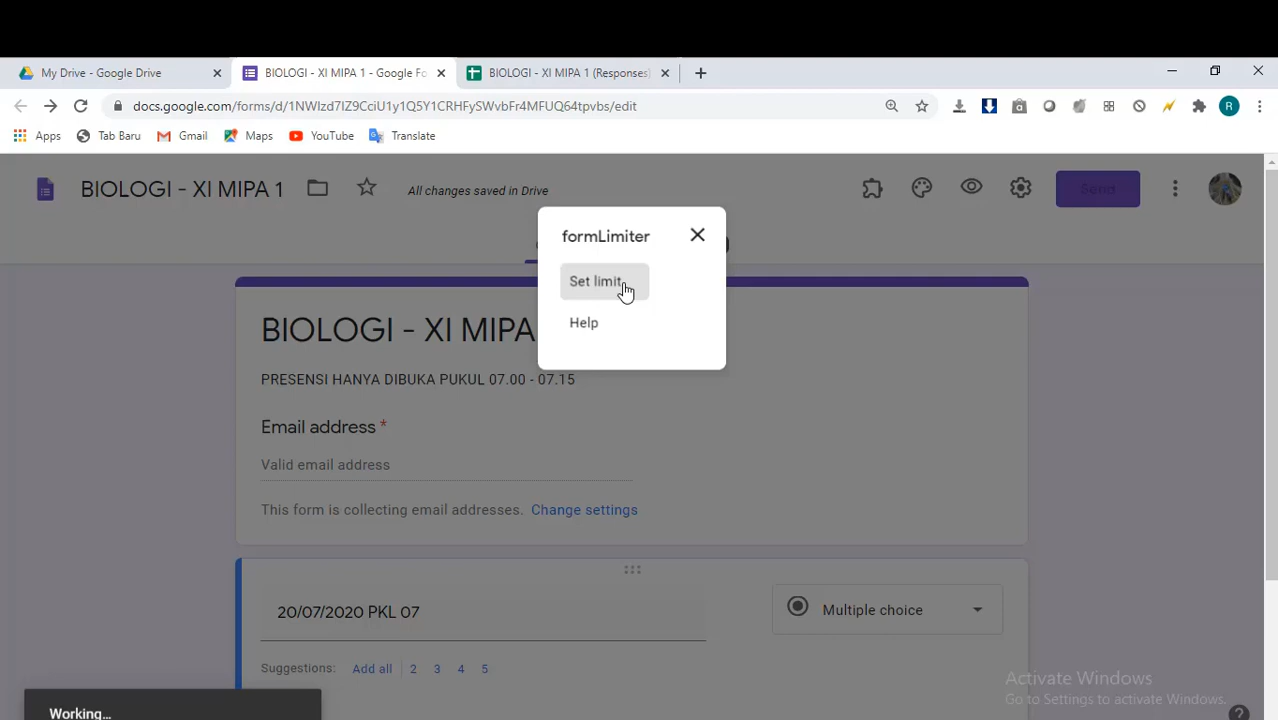 My Drive - Google Drive
BIOLOGI - XI MIPA 1 - Google Fo
BIOLOGI - XI MIPA 1 (Responses)
docs.google.com/forms/d/1NWIzd7IZ9CciU1y1Q5Y1CRHFySWvbFr4MFUQ64tpvbs/edit
R
Apps
Tab Baru
Gmail
Maps
YouTube
Translate
BIOLOGI - XI MIPA 1
All changes saved in Drive
Send
formLimiter
Set limit
Help
BIOLOGI - XI MIPA
PRESENSI HANYA DIBUKA PUKUL 07.00 - 07.15
Email address *
Valid email address
This form is collecting email addresses. Change settings
20/07/2020 PKL 07
Multiple choice
Suggestions: Add all 2 3 4 5
Activate Windows
Go to Settings to activate Windows.
Working...